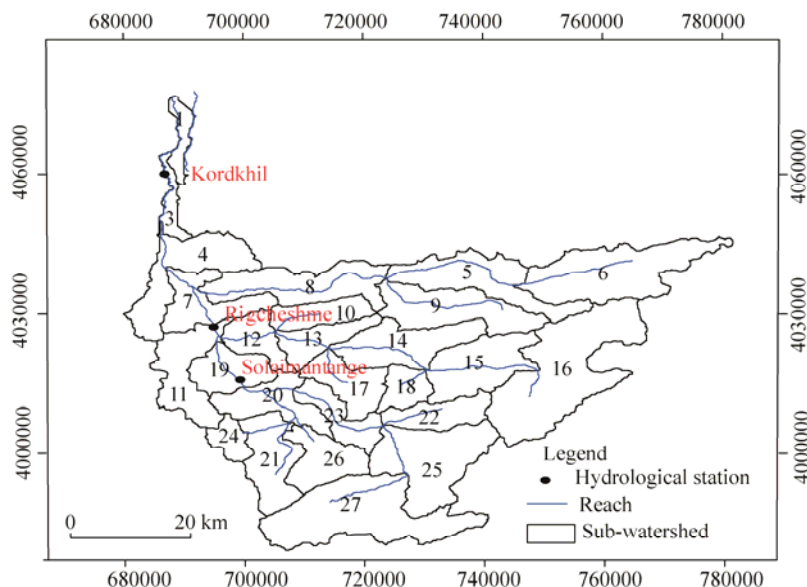 680000 700000 720000 740000 760000 780000
4060000 4060000
4030000 4030000
4000000 4000000
1
Kordkhil
3
4
5
6
8
7
9
10
Rigcheshme
12
13
14
15
16
19
Solaimantange
11
17
18
20
23
22
24
21
26
25
27
Legend
Hydrological station
Reach
Sub-watershed
0 20 km
680000 700000 720000 740000 760000 780000